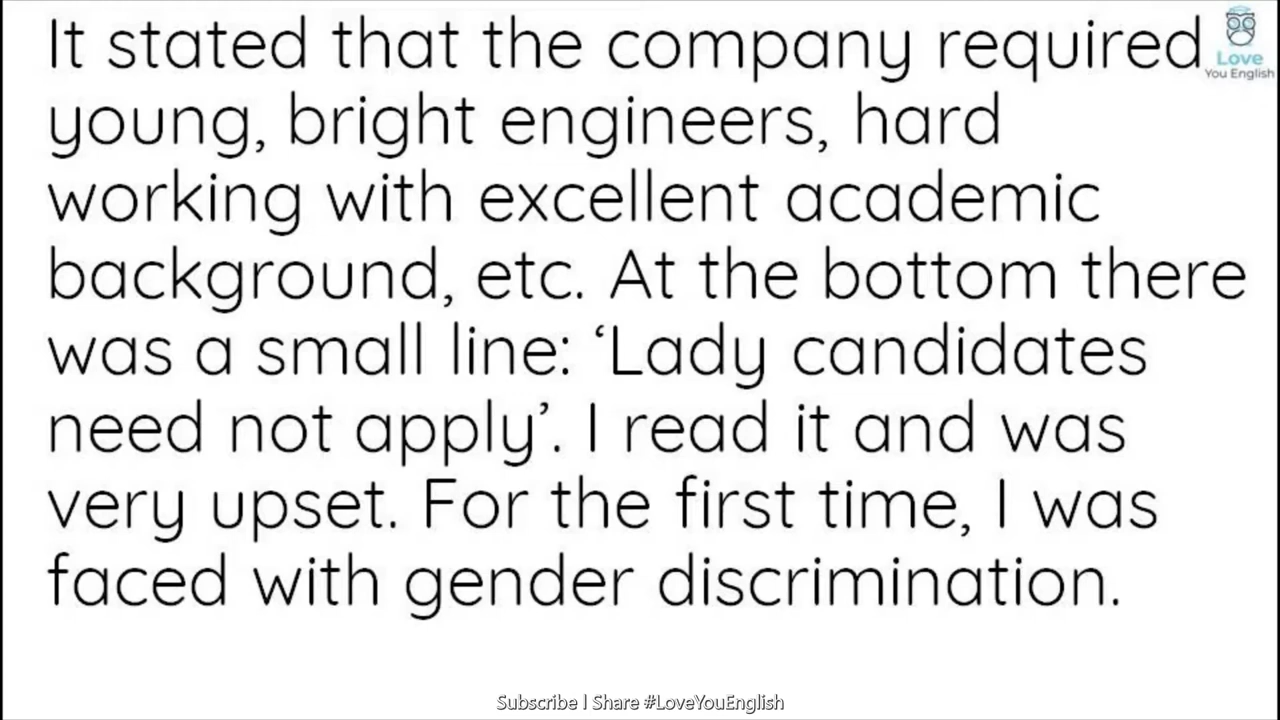 It stated that the company required
young, bright engineers, hard
working with excellent academic
background, etc. At the bottom there
was a small line: ‘Lady candidates
need not apply’. I read it and was
very upset. For the first time, I was
faced with gender discrimination.
Love
You English
Subscribe l Share #LoveYouEnglish